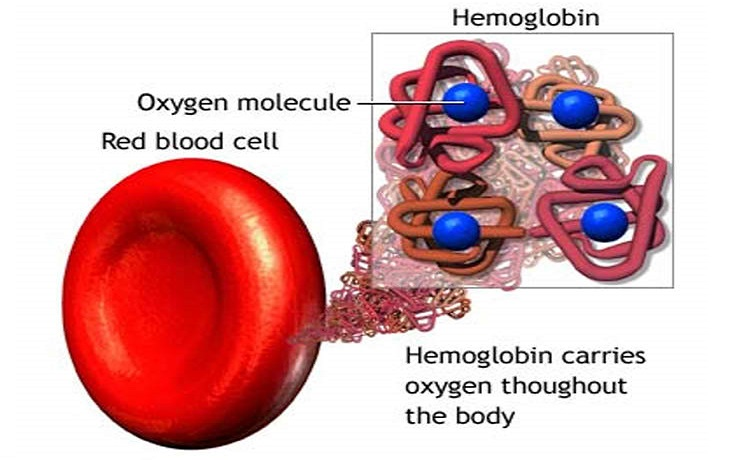 Hemoglobin
Oxygen molecule
Red blood cell
Hemoglobin carries
oxygen thoughout
the body